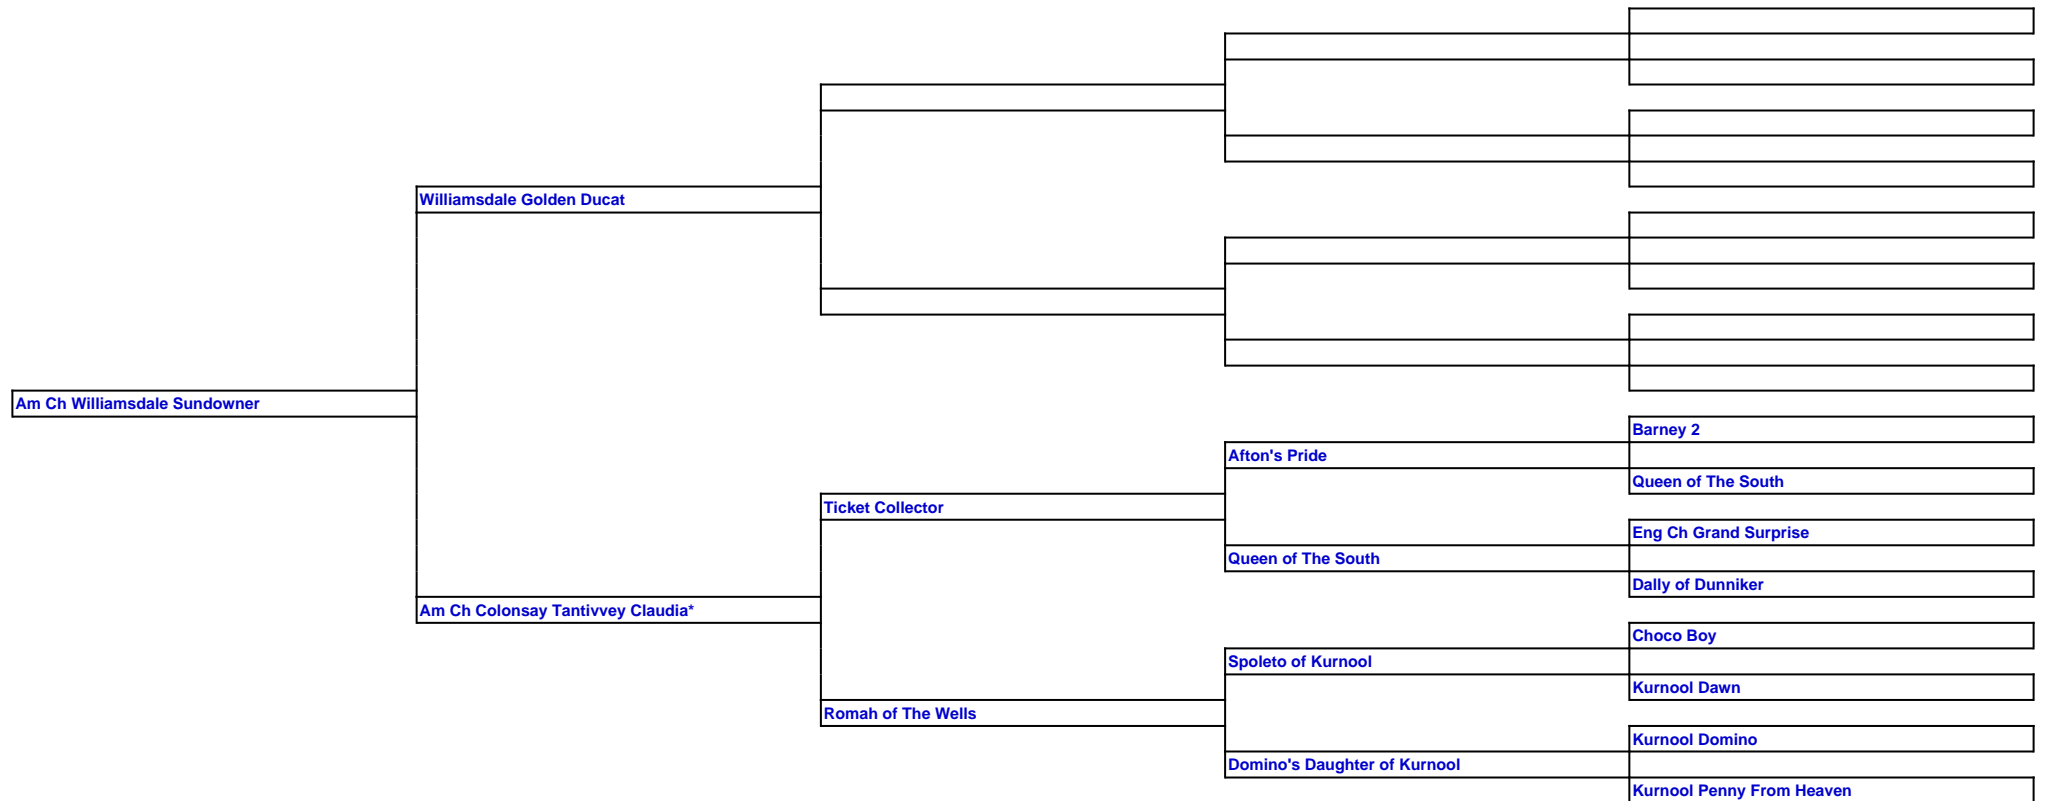 Williamsdale Golden Ducat
Am Ch Williamsdale Sundowner
Barney 2
Afton's Pride
Queen of The South
Ticket Collector
Eng Ch Grand Surprise
Queen of The South
Dally of Dunniker
Am Ch Colonsay Tantivvey Claudia*
Choco Boy
Spoleto of Kurnool
Kurnool Dawn
Romah of The Wells
Kurnool Domino
Domino's Daughter of Kurnool
Kurnool Penny From Heaven